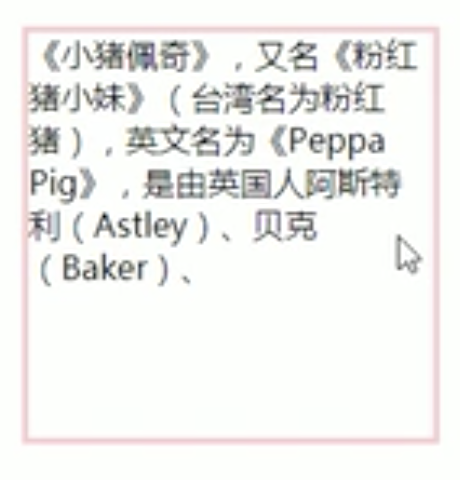 《小猪佩奇》，又名《粉红
猪小妹》（台湾名为粉红
猪），英文名为《Peppa
Pig》，是由英国人阿斯特
利（Astley）、贝克
（Baker）、